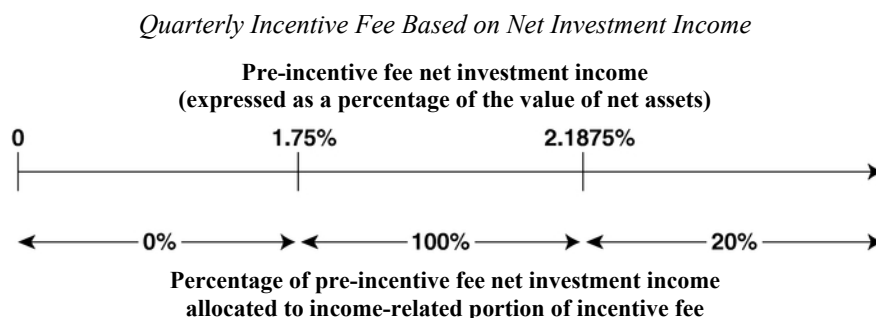 Quarterly Incentive Fee Based on Net Investment Income
Pre-incentive fee net investment income
(expressed as a percentage of the value of net assets)
0 1.75% 2.1875%
0% 100% 20%
Percentage of pre-incentive fee net investment income
allocated to income-related portion of incentive fee